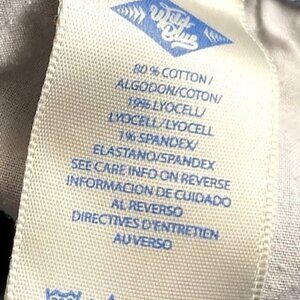 Wild
Blue
80 % COTTON/
ALGODON/COTON/
19% LYOCELL/
LYOCELL/LYOCELL
1% SPANDEX/
ELASTANO/SPANDEX
SEE CARE INFO ON REVERSE
INFORMACION DE CUIDADO
AL REVERSO
DIRECTIVES D'ENTRETIEN
AU VERSO